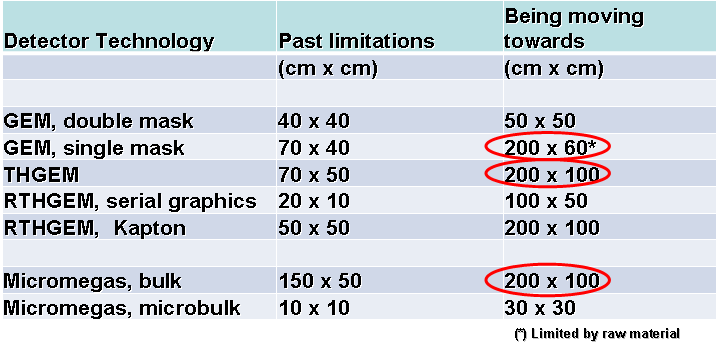 Detector Technology Past limitations Being moving towards
(cm x cm) (cm x cm)
GEM, double mask 40 x 40 50 x 50
GEM, single mask 70 x 40 200 x 60*
THGEM 70 x 50 200 x 100
RTHGEM, serial graphics 20 x 10 100 x 50
RTHGEM, Kapton 50 x 50 200 x 100
Micromegas, bulk 150 x 50 200 x 100
Micromegas, microbulk 10 x 10 30 x 30
(*) Limited by raw material